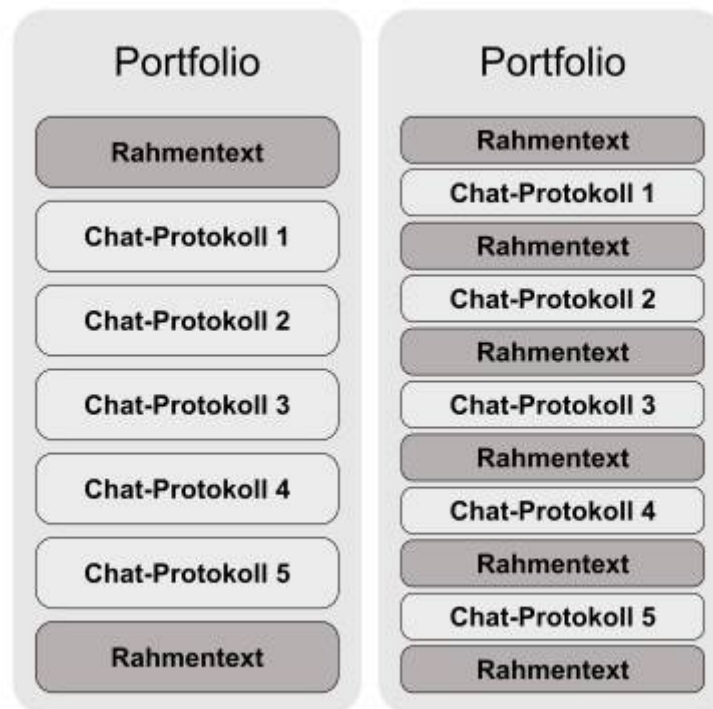 Portfolio
Rahmentext
Chat-Protokoll 1
Chat-Protokoll 2
Chat-Protokoll 3
Chat-Protokoll 4
Chat-Protokoll 5
Rahmentext
Portfolio
Rahmentext
Chat-Protokoll 1
Rahmentext
Chat-Protokoll 2
Rahmentext
Chat-Protokoll 3
Rahmentext
Chat-Protokoll 4
Rahmentext
Chat-Protokoll 5
Rahmentext